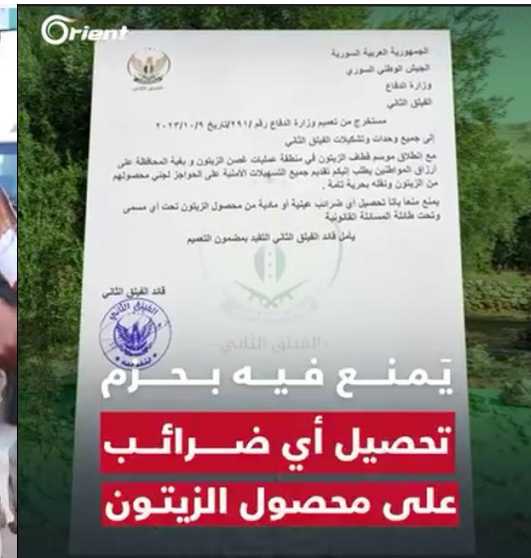 Orient
الجمهورية العربية السورية
الجيش الوطني السوري
وزارة الدفاع
الفيلق الثاني
مستخرج من تعميم وزارة الدفاع رقم /٢٩١/تاريخ ٢٠٢٣/١٠/٩
إلى جميع وحدات وتشكيلات الفيلق الثاني
مع إنطلاق موسم قطاف الزيتون في منطقة عمليات غصن الزيتون و بغية المحافظة على
أرزاق المواطنين يطلب إليكم تقديم جميع التسهيلات الأمنية على الحواجز لجني محصولهم
من الزيتون ونقله بحرية تامة .
يمنع منعاً باتا تحصيل أي ضرائب عينية أو مادية من محصول الزيتون تحت أي مسمى
وتحت طائلة المسائلة القانونية
يأمل قائد الفيلق الثاني التقيد بمضمون التعميم
قائد الفيلق الثاني
الفيلق الثاني
-الفيلق الثاني-
يَمنع فيه بحزم
تحصيل أي ضرائب
على محصول الزيتون